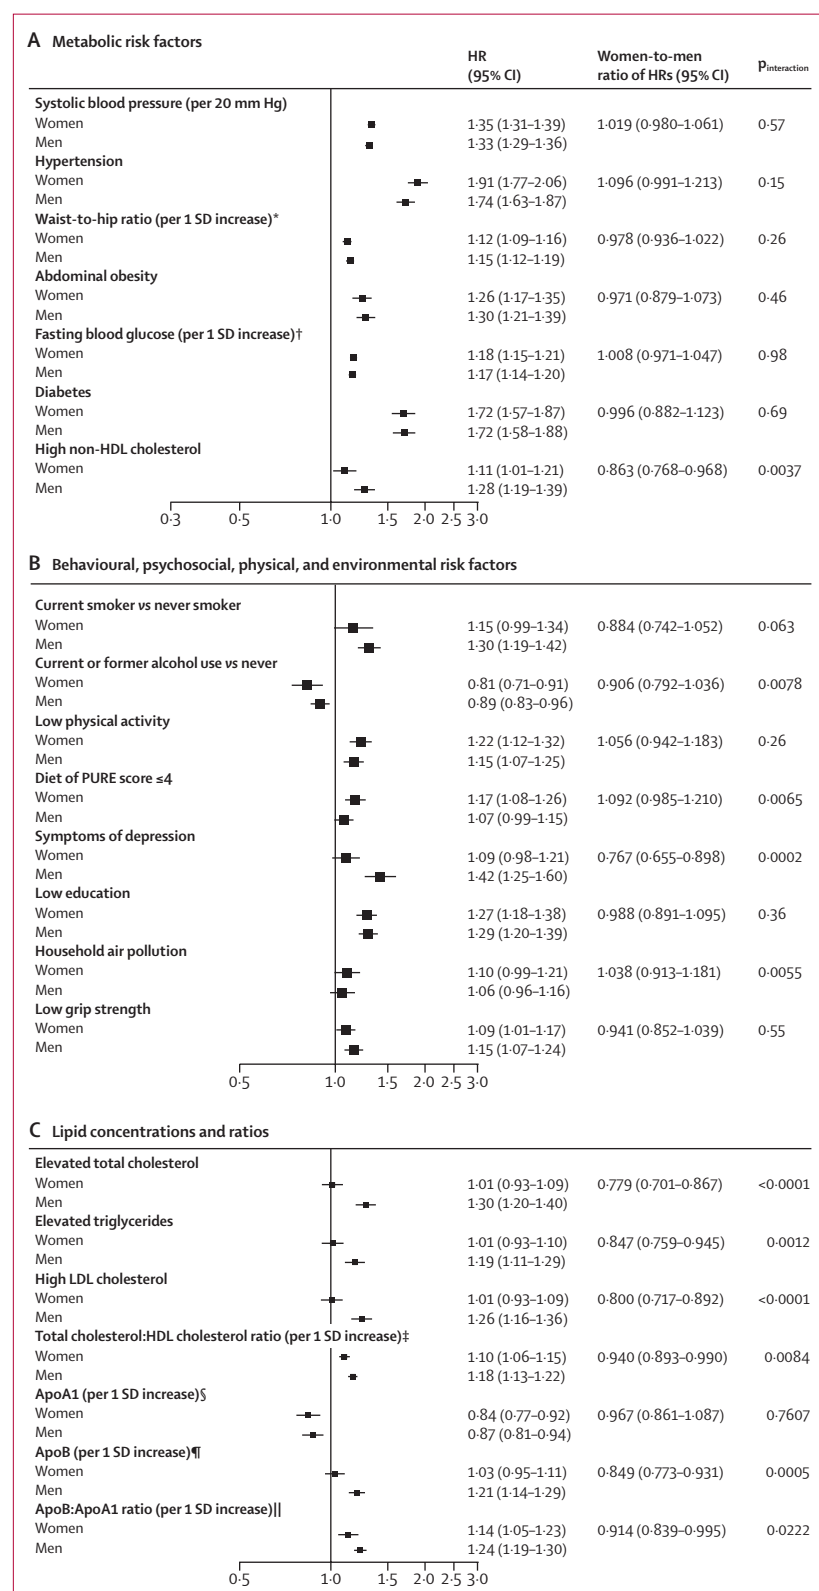 A Metabolic risk factors
HR (95% CI) Women-to-men ratio of HRs (95% CI) pinteraction
Systolic blood pressure (per 20 mm Hg)
Women 1·35 (1·31–1·39) 1·019 (0·980–1·061) 0·57
Men 1·33 (1·29–1·36)
Hypertension
Women 1·91 (1·77–2·06) 1·096 (0·991–1·213) 0·15
Men 1·74 (1·63–1·87)
Waist-to-hip ratio (per 1 SD increase)*
Women 1·12 (1·09–1·16) 0·978 (0·936–1·022) 0·26
Men 1·15 (1·12–1·19)
Abdominal obesity
Women 1·26 (1·17–1·35) 0·971 (0·879–1·073) 0·46
Men 1·30 (1·21–1·39)
Fasting blood glucose (per 1 SD increase)†
Women 1·18 (1·15–1·21) 1·008 (0·971–1·047) 0·98
Men 1·17 (1·14–1·20)
Diabetes
Women 1·72 (1·57–1·87) 0·996 (0·882–1·123) 0·69
Men 1·72 (1·58–1·88)
High non-HDL cholesterol
Women 1·11 (1·01–1·21) 0·863 (0·768–0·968) 0·0037
Men 1·28 (1·19–1·39)
0·3 0·5 1·0 1·5 2·0 2·5 3·0
B Behavioural, psychosocial, physical, and environmental risk factors
Current smoker vs never smoker
Women 1·15 (0·99–1·34) 0·884 (0·742–1·052) 0·063
Men 1·30 (1·19–1·42)
Current or former alcohol use vs never
Women 0·81 (0·71–0·91) 0·906 (0·792–1·036) 0·0078
Men 0·89 (0·83–0·96)
Low physical activity
Women 1·22 (1·12–1·32) 1·056 (0·942–1·183) 0·26
Men 1·15 (1·07–1·25)
Diet of PURE score ≤4
Women 1·17 (1·08–1·26) 1·092 (0·985–1·210) 0·0065
Men 1·07 (0·99–1·15)
Symptoms of depression
Women 1·09 (0·98–1·21) 0·767 (0·655–0·898) 0·0002
Men 1·42 (1·25–1·60)
Low education
Women 1·27 (1·18–1·38) 0·988 (0·891–1·095) 0·36
Men 1·29 (1·20–1·39)
Household air pollution
Women 1·10 (0·99–1·21) 1·038 (0·913–1·181) 0·0055
Men 1·06 (0·96–1·16)
Low grip strength
Women 1·09 (1·01–1·17) 0·941 (0·852–1·039) 0·55
Men 1·15 (1·07–1·24)
0·5 1·0 1·5 2·0 2·5 3·0
C Lipid concentrations and ratios
Elevated total cholesterol
Women 1·01 (0·93–1·09) 0·779 (0·701–0·867) <0·0001
Men 1·30 (1·20–1·40)
Elevated triglycerides
Women 1·01 (0·93–1·10) 0·847 (0·759–0·945) 0·0012
Men 1·19 (1·11–1·29)
High LDL cholesterol
Women 1·01 (0·93–1·09) 0·800 (0·717–0·892) <0·0001
Men 1·26 (1·16–1·36)
Total cholesterol:HDL cholesterol ratio (per 1 SD increase)‡
Women 1·10 (1·06–1·15) 0·940 (0·893–0·990) 0·0084
Men 1·18 (1·13–1·22)
ApoA1 (per 1 SD increase)§
Women 0·84 (0·77–0·92) 0·967 (0·861–1·087) 0·7607
Men 0·87 (0·81–0·94)
ApoB (per 1 SD increase)¶
Women 1·03 (0·95–1·11) 0·849 (0·773–0·931) 0·0005
Men 1·21 (1·14–1·29)
ApoB:ApoA1 ratio (per 1 SD increase)||
Women 1·14 (1·05–1·23) 0·914 (0·839–0·995) 0·0222
Men 1·24 (1·19–1·30)
0·5 1·0 1·5 2·0 2·5 3·0